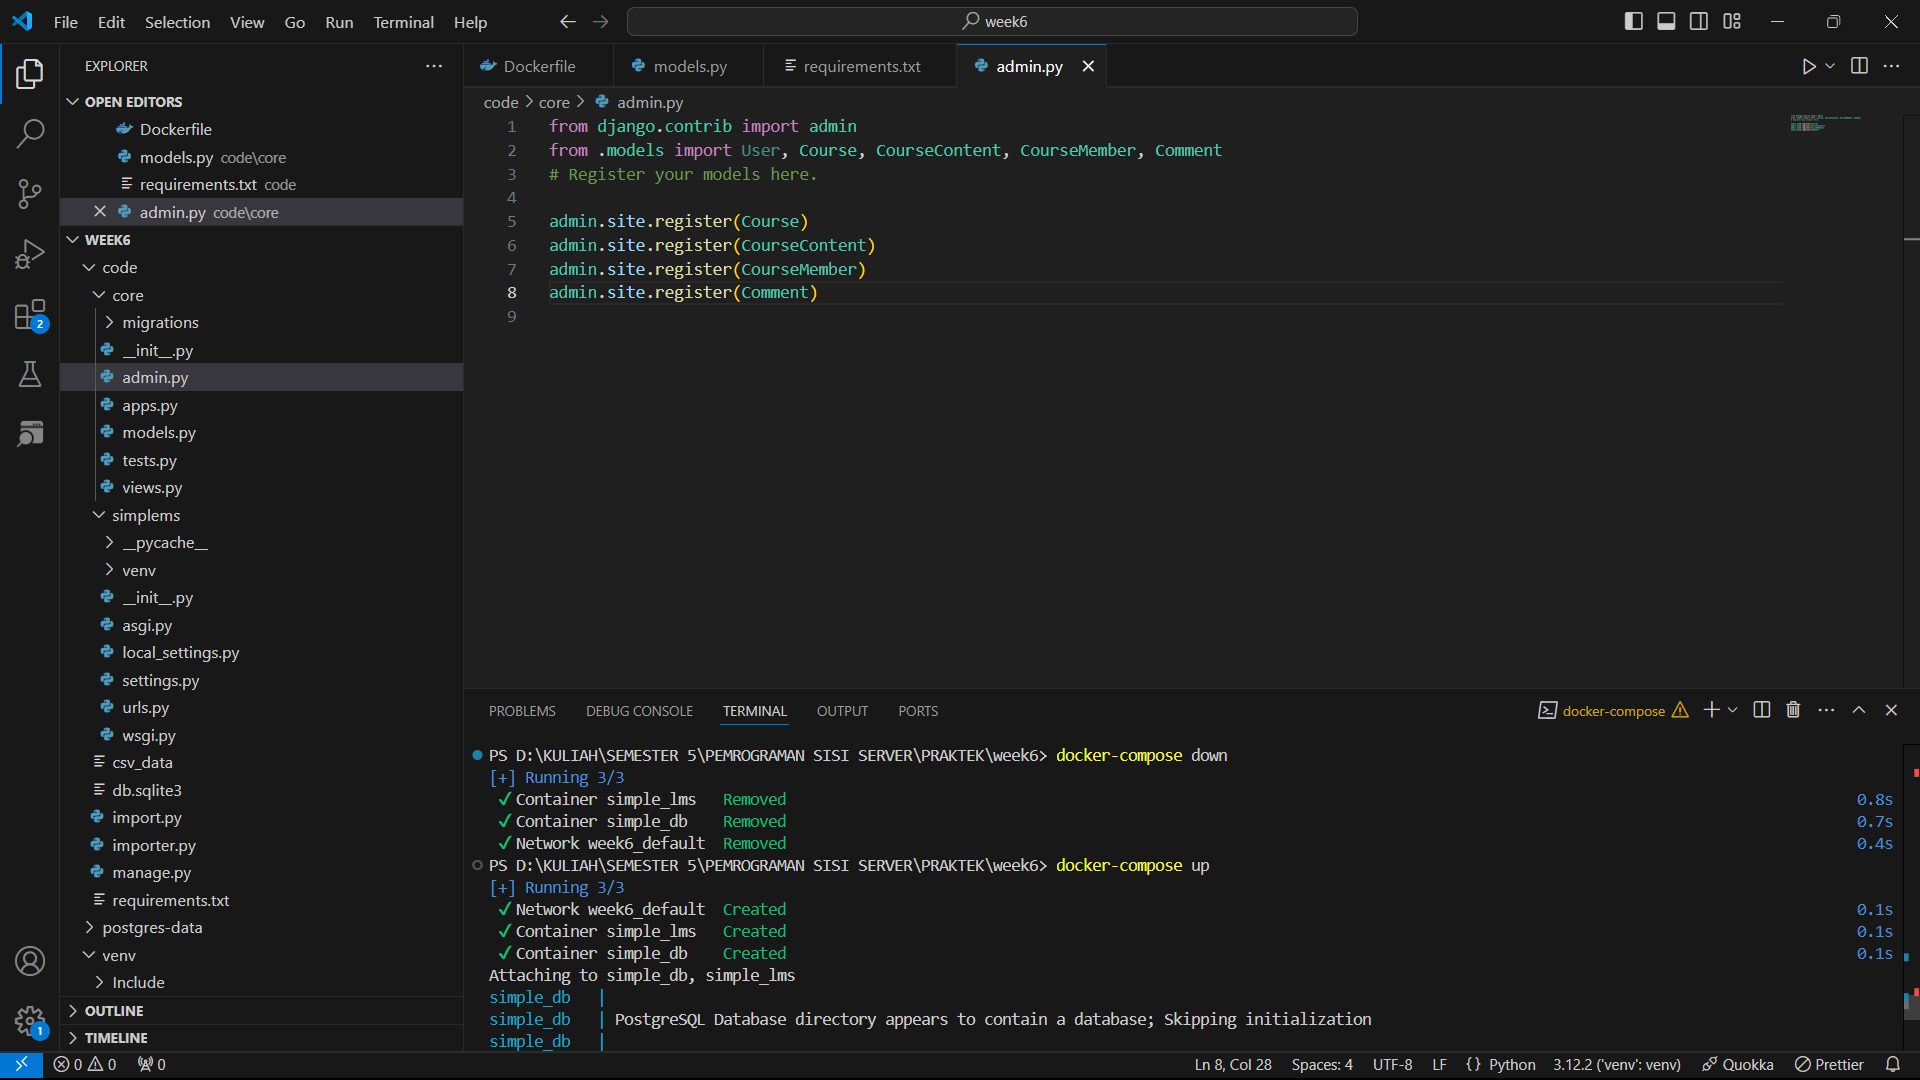 File Edit Selection View Go Run Terminal Help
week6
EXPLORER
OPEN EDITORS
Dockerfile
models.py code\core
requirements.txt code
admin.py code\core
WEEK6
code
core
migrations
__init__.py
admin.py
apps.py
models.py
tests.py
views.py
simplems
__pycache__
venv
__init__.py
asgi.py
local_settings.py
settings.py
urls.py
wsgi.py
csv_data
db.sqlite3
import.py
importer.py
manage.py
requirements.txt
postgres-data
venv
Include
OUTLINE
TIMELINE
2
1
Dockerfile models.py requirements.txt admin.py
code > core > admin.py
1 from django.contrib import admin
2 from .models import User, Course, CourseContent, CourseMember, Comment
3 # Register your models here.
4
5 admin.site.register(Course)
6 admin.site.register(CourseContent)
7 admin.site.register(CourseMember)
8 admin.site.register(Comment)
9
PROBLEMS DEBUG CONSOLE TERMINAL OUTPUT PORTS
docker-compose
PS D:\KULIAH\SEMESTER 5\PEMROGRAMAN SISI SERVER\PRAKTEK\week6> docker-compose down
[+] Running 3/3
✓ Container simple_lms Removed 0.8s
✓ Container simple_db Removed 0.7s
✓ Network week6_default Removed 0.4s
PS D:\KULIAH\SEMESTER 5\PEMROGRAMAN SISI SERVER\PRAKTEK\week6> docker-compose up
[+] Running 3/3
✓ Network week6_default Created 0.1s
✓ Container simple_lms Created 0.1s
✓ Container simple_db Created 0.1s
Attaching to simple_db, simple_lms
simple_db |
simple_db | PostgreSQL Database directory appears to contain a database; Skipping initialization
simple_db |
0 0 0 Ln 8, Col 28 Spaces: 4 UTF-8 LF {} Python 3.12.2 ('venv': venv) Quokka Prettier